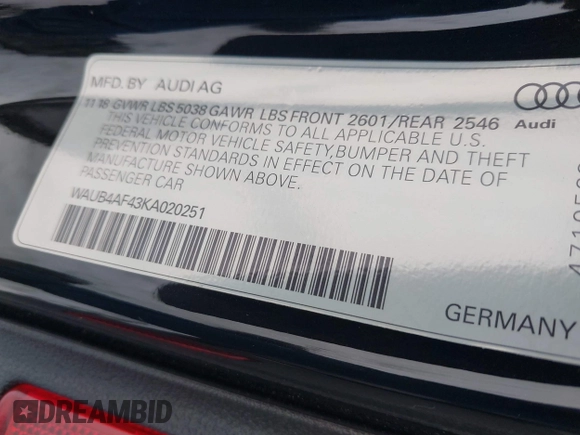 MFD. BY AUDI AG
11 18 GVWR LBS 5038 GAWR LBS FRONT 2601/REAR 2546
THIS VEHICLE CONFORMS TO ALL APPLICABLE U.S.
FEDERAL MOTOR VEHICLE SAFETY, BUMPER AND THEFT
PREVENTION STANDARDS IN EFFECT ON THE DATE OF
MANUFACTURE SHOWN ABOVE.
PASSENGER CAR
WAUB4AF43KA020251
Audi
GERMANY
DREAMBID